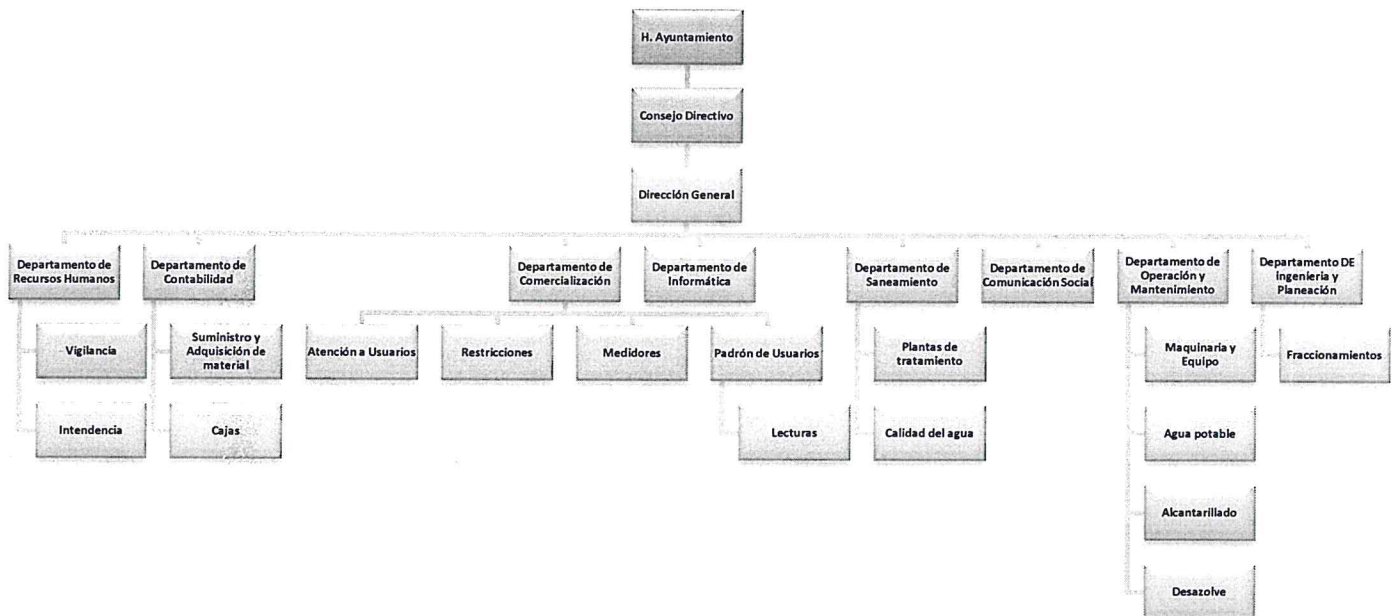 H. Ayuntamiento
Consejo Directivo
Dirección General
Departamento de
Recursos Humanos
Departamento de
Contabilidad
Departamento de
Comercialización
Departamento de
Informática
Departamento de
Saneamiento
Departamento de
Comunicación Social
Departamento de
Operación y
Mantenimiento
Departamento DE
ingenieria y
Planeación
Vigilancia
Suministro y
Adquisición de
material
Atención a Usuarios
Restricciones
Medidores
Padrón de Usuarios
Plantas de
tratamiento
Maquinaria y
Equipo
Fraccionamientos
Intendencia
Cajas
Lecturas
Calidad del agua
Agua potable
Alcantarillado
Desazolve